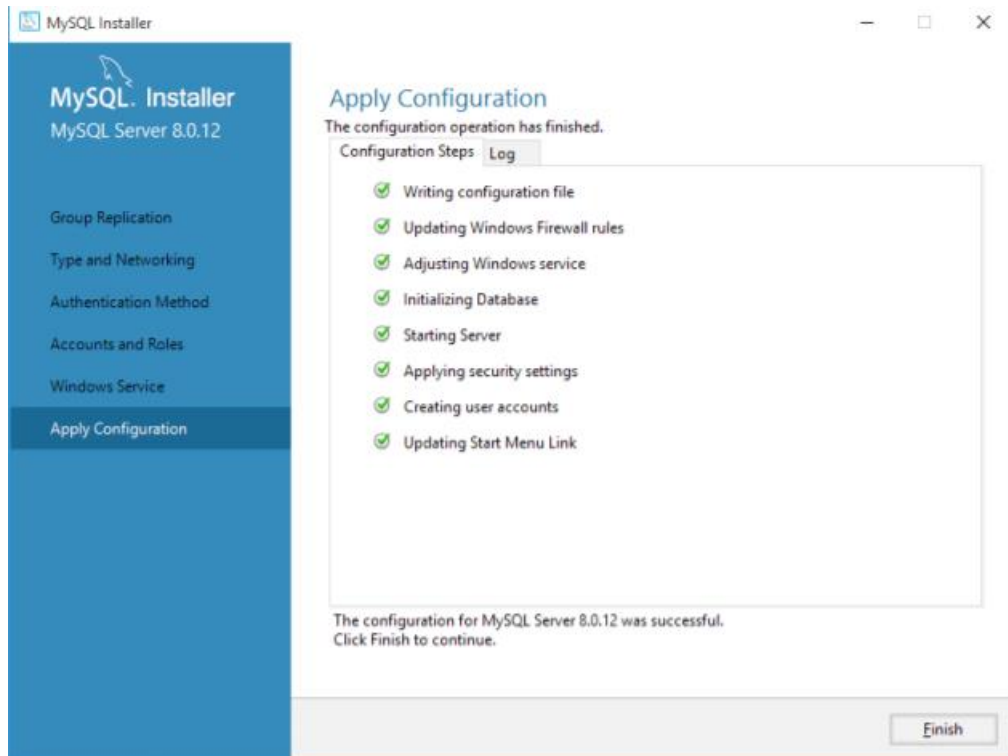 MySQL Installer
MySQL. Installer
MySQL Server 8.0.12
Group Replication
Type and Networking
Authentication Method
Accounts and Roles
Windows Service
Apply Configuration
Apply Configuration
The configuration operation has finished.
Configuration Steps Log
Writing configuration file
Updating Windows Firewall rules
Adjusting Windows service
Initializing Database
Starting Server
Applying security settings
Creating user accounts
Updating Start Menu Link
The configuration for MySQL Server 8.0.12 was successful.
Click Finish to continue.
Finish